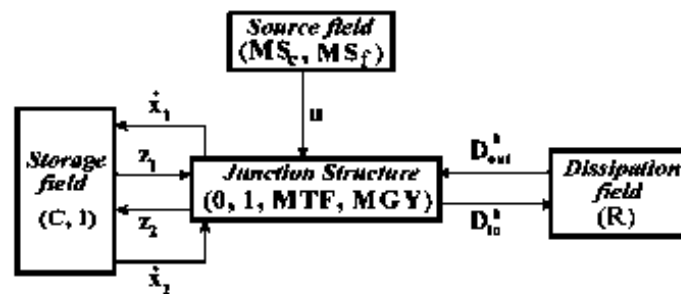 Source field
(MSe, MSf)
ẋ1
u
Storage
field
(C, I)
z1
Junction Structure
(0, 1, MTF, MGY)
z2
ẋ2
Dout
Dissipation
field
(R)
Din